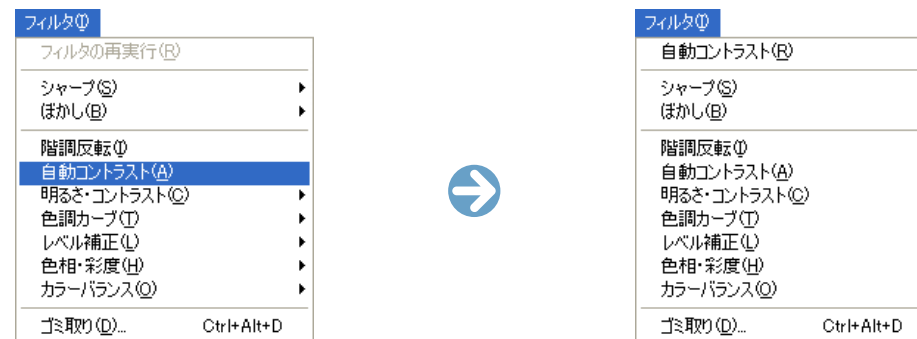 フィルタ(I)
フィルタの再実行(R)
シャープ(S)
ぼかし(B)
階調反転(I)
自動コントラスト(A)
明るさ・コントラスト(C)
色調カーブ(T)
レベル補正(L)
色相・彩度(H)
カラーバランス(O)
ゴミ取り(D)... Ctrl+Alt+D
フィルタ(I)
自動コントラスト(R)
シャープ(S)
ぼかし(B)
階調反転(I)
自動コントラスト(A)
明るさ・コントラスト(C)
色調カーブ(T)
レベル補正(L)
色相・彩度(H)
カラーバランス(O)
ゴミ取り(D)... Ctrl+Alt+D